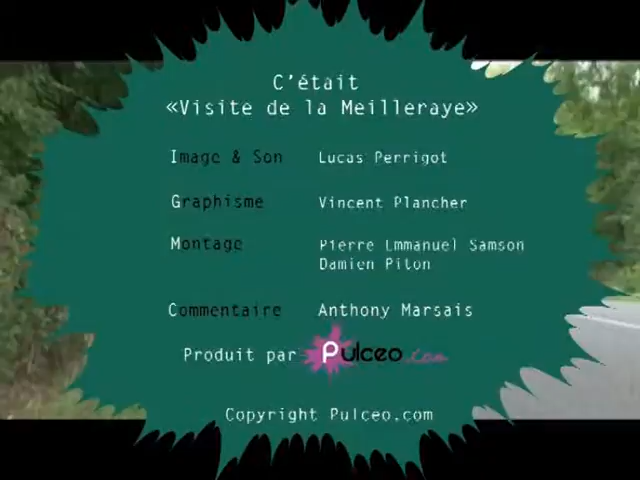 C'était
«Visite de la Meilleraye»
Image & Son Lucas Perrigot
Graphisme Vincent Plancher
Montage Pierre Emmanuel Samson
Damien Piton
Commentaire Anthony Marsais
Produit par Pulceo.com
Copyright Pulceo.com